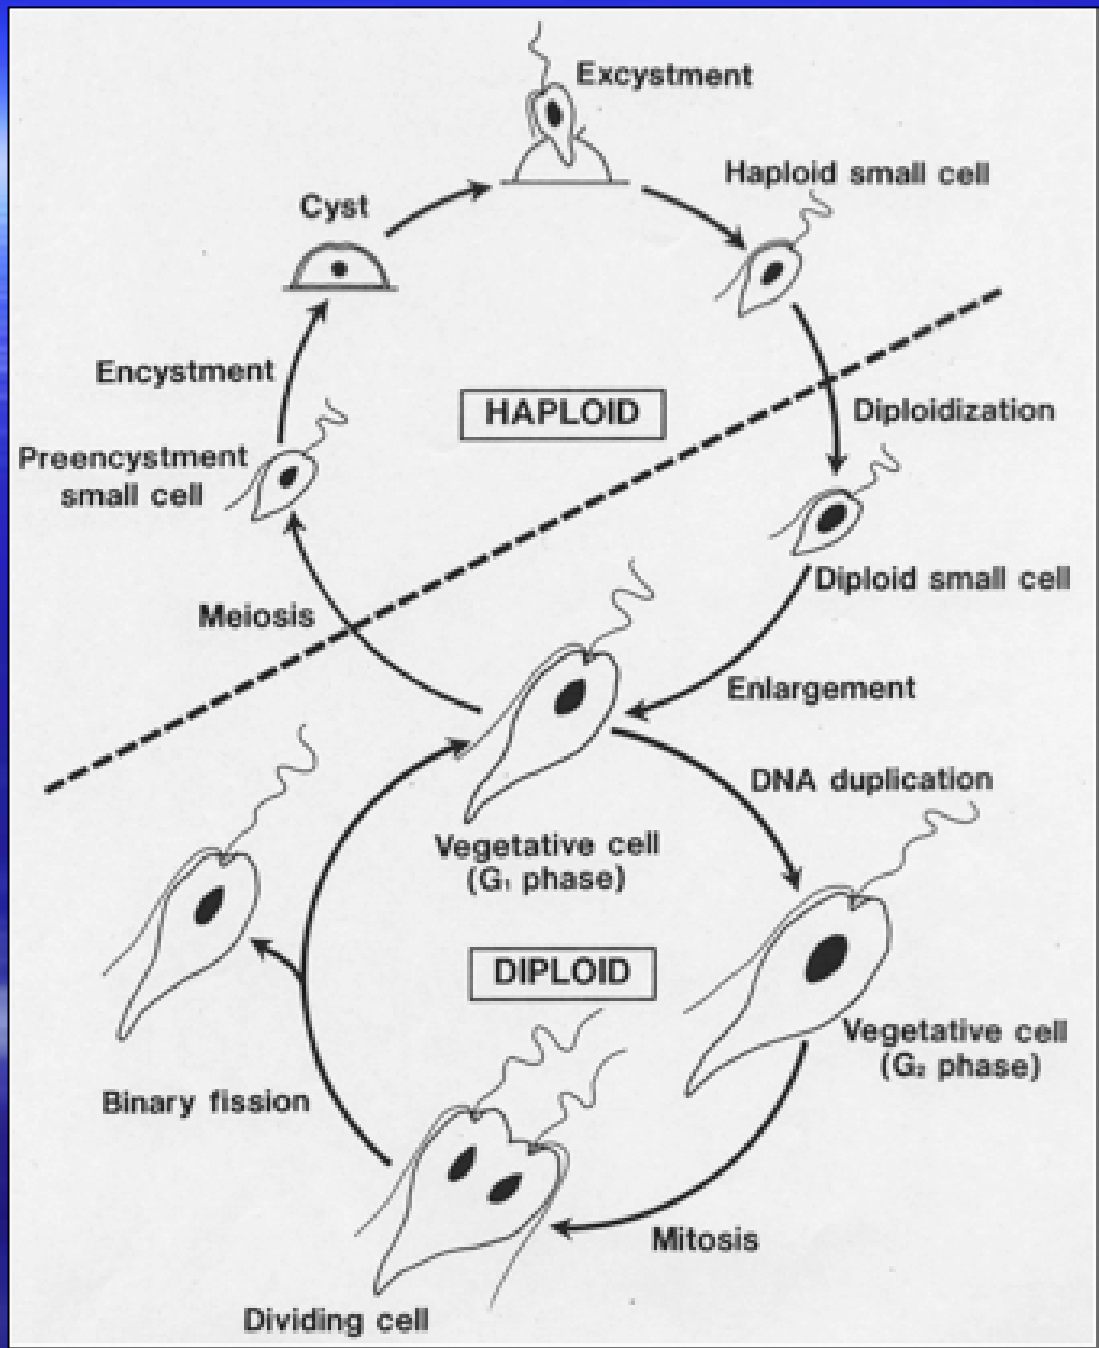 Excystment
Haploid small cell
Cyst
Encystment
HAPLOID
Diploidization
Preencystment
small cell
Diploid small cell
Meiosis
Enlargement
DNA duplication
Vegetative cell
(G₁ phase)
DIPLOID
Vegetative cell
(G₂ phase)
Binary fission
Mitosis
Dividing cell